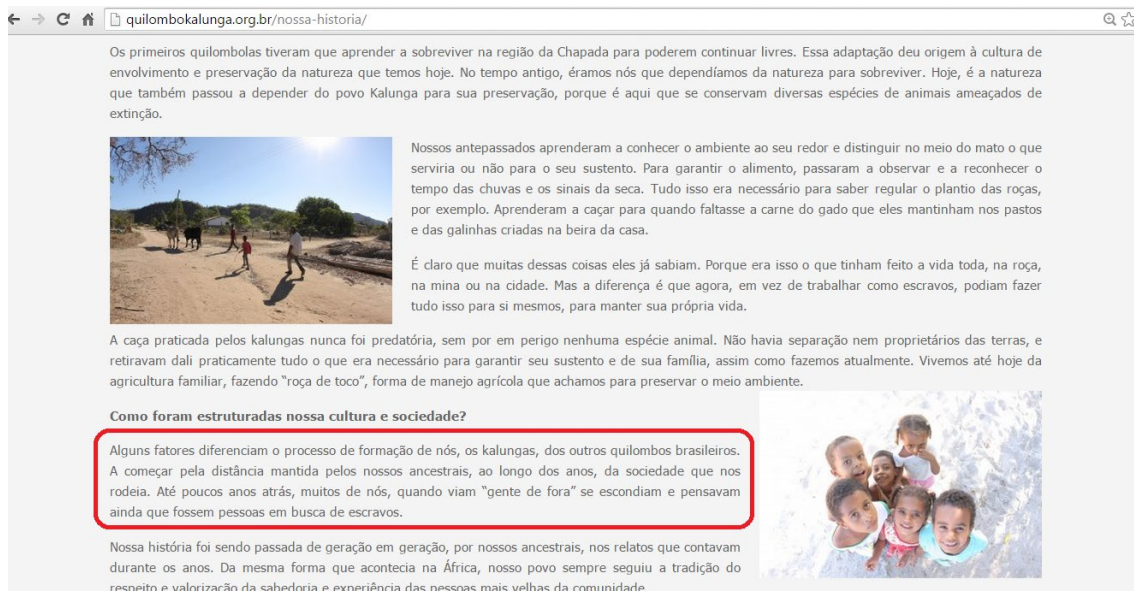 quilombokalunga.org.br/nossa-historia/
Os primeiros quilombolas tiveram que aprender a sobreviver na região da Chapada para poderem continuar livres. Essa adaptação deu origem à cultura de
envolvimento e preservação da natureza que temos hoje. No tempo antigo, éramos nós que dependíamos da natureza para sobreviver. Hoje, é a natureza
que também passou a depender do povo Kalunga para sua preservação, porque é aqui que se conservam diversas espécies de animais ameaçados de
extinção.
Nossos antepassados aprenderam a conhecer o ambiente ao seu redor e distinguir no meio do mato o que
serviria ou não para o seu sustento. Para garantir o alimento, passaram a observar e a reconhecer o
tempo das chuvas e os sinais da seca. Tudo isso era necessário para saber regular o plantio das roças,
por exemplo. Aprenderam a caçar para quando faltasse a carne do gado que eles mantinham nos pastos
e das galinhas criadas na beira da casa.
É claro que muitas dessas coisas eles já sabiam. Porque era isso o que tinham feito a vida toda, na roça,
na mina ou na cidade. Mas a diferença é que agora, em vez de trabalhar como escravos, podiam fazer
tudo isso para si mesmos, para manter sua própria vida.
A caça praticada pelos kalungas nunca foi predatória, sem por em perigo nenhuma espécie animal. Não havia separação nem proprietários das terras, e
retiravam dali praticamente tudo o que era necessário para garantir seu sustento e de sua família, assim como fazemos atualmente. Vivemos até hoje da
agricultura familiar, fazendo “roça de toco”, forma de manejo agrícola que achamos para preservar o meio ambiente.
Como foram estruturadas nossa cultura e sociedade?
Alguns fatores diferenciam o processo de formação de nós, os kalungas, dos outros quilombos brasileiros.
A começar pela distância mantida pelos nossos ancestrais, ao longo dos anos, da sociedade que nos
rodeia. Até poucos anos atrás, muitos de nós, quando viam “gente de fora” se escondiam e pensavam
ainda que fossem pessoas em busca de escravos.
Nossa história foi sendo passada de geração em geração, por nossos ancestrais, nos relatos que contavam
durante os anos. Da mesma forma que acontecia na África, nosso povo sempre seguiu a tradição do
respeito e valorização da sabedoria e experiência das pessoas mais velhas da comunidade.